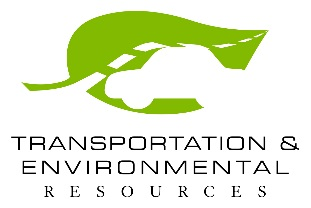 TRANSPORTATION &
ENVIRONMENTAL
RESOURCES